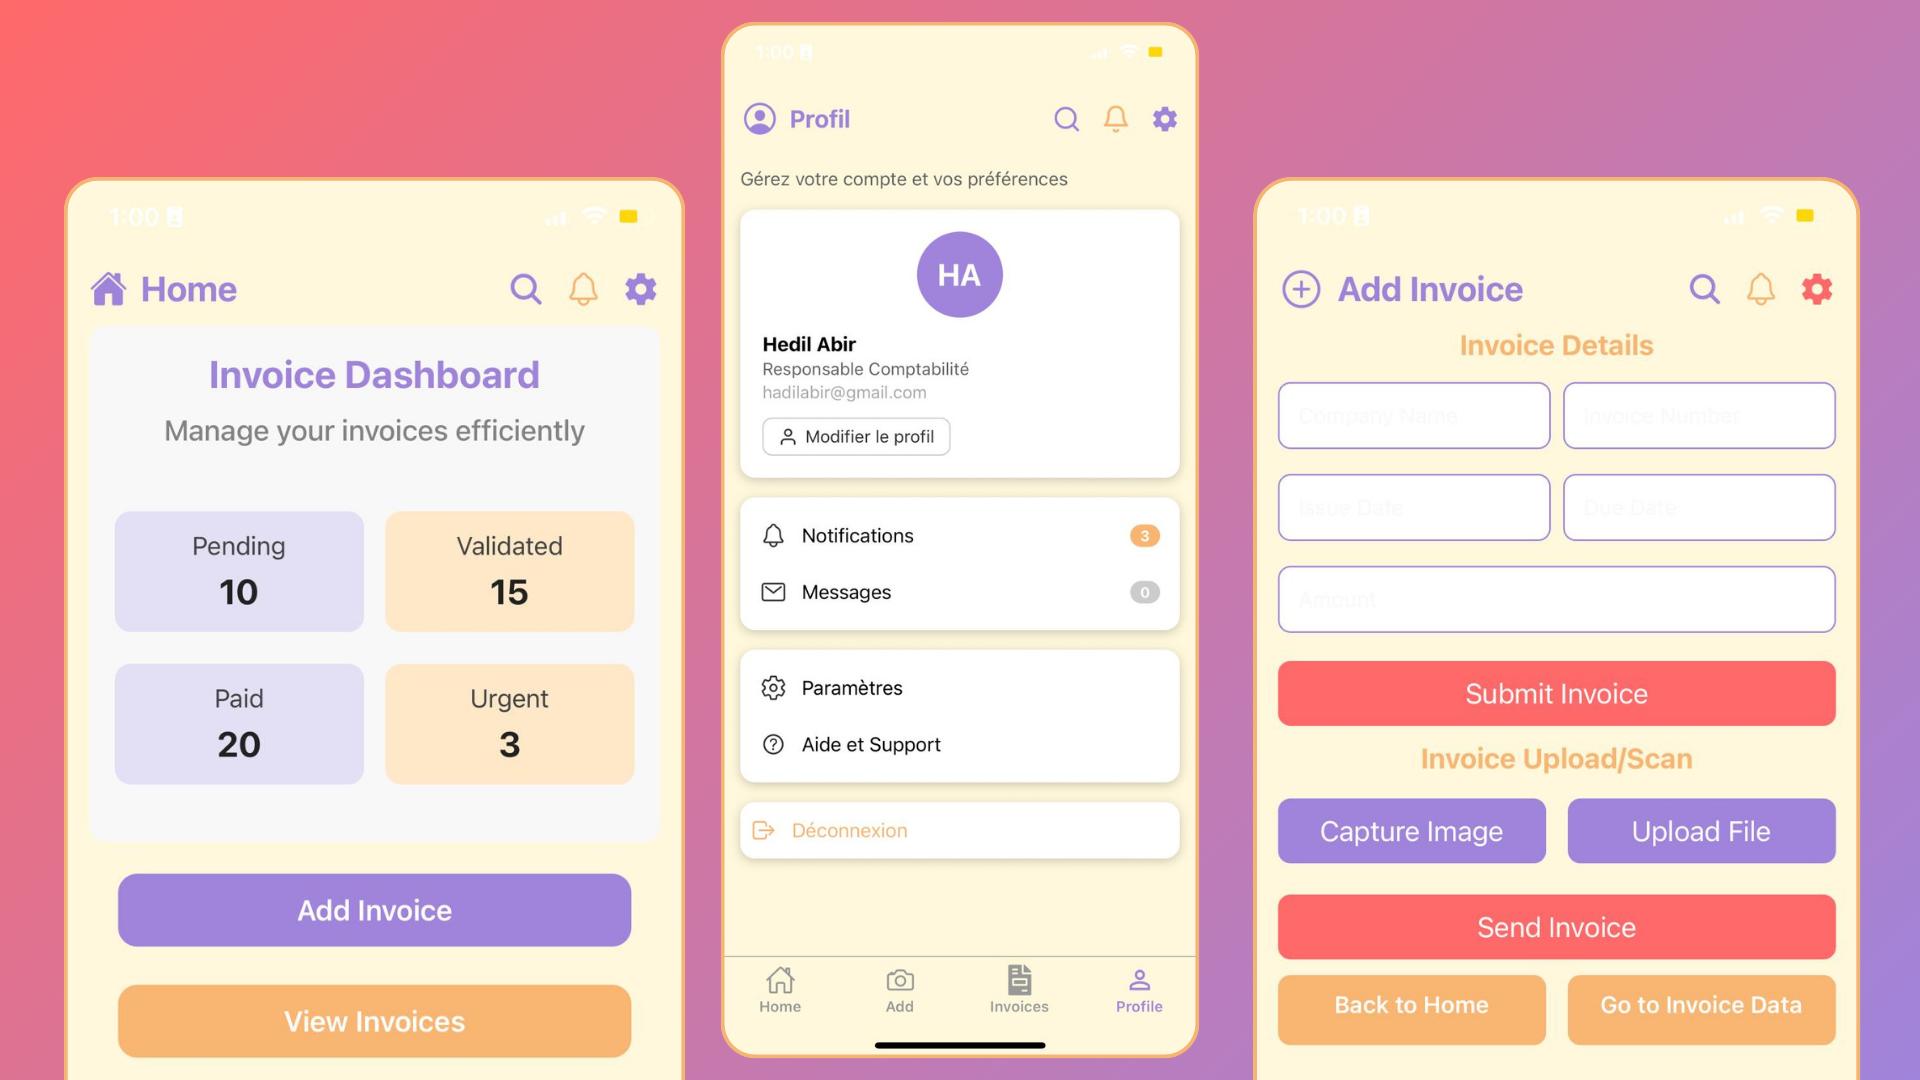 1:00
Home
Invoice Dashboard
Manage your invoices efficiently
Pending
10
Validated
15
Paid
20
Urgent
3
Add Invoice
View Invoices
1:00
Profil
Gérez votre compte et vos préférences
HA
Hedil Abir
Responsable Comptabilité
hadilabir@gmail.com
Modifier le profil
Notifications
3
Messages
0
Paramètres
Aide et Support
Déconnexion
Home
Add
Invoices
Profile
1:00
Add Invoice
Invoice Details
Company Name
Invoice Number
Issue Date
Due Date
Amount
Submit Invoice
Invoice Upload/Scan
Capture Image
Upload File
Send Invoice
Back to Home
Go to Invoice Data